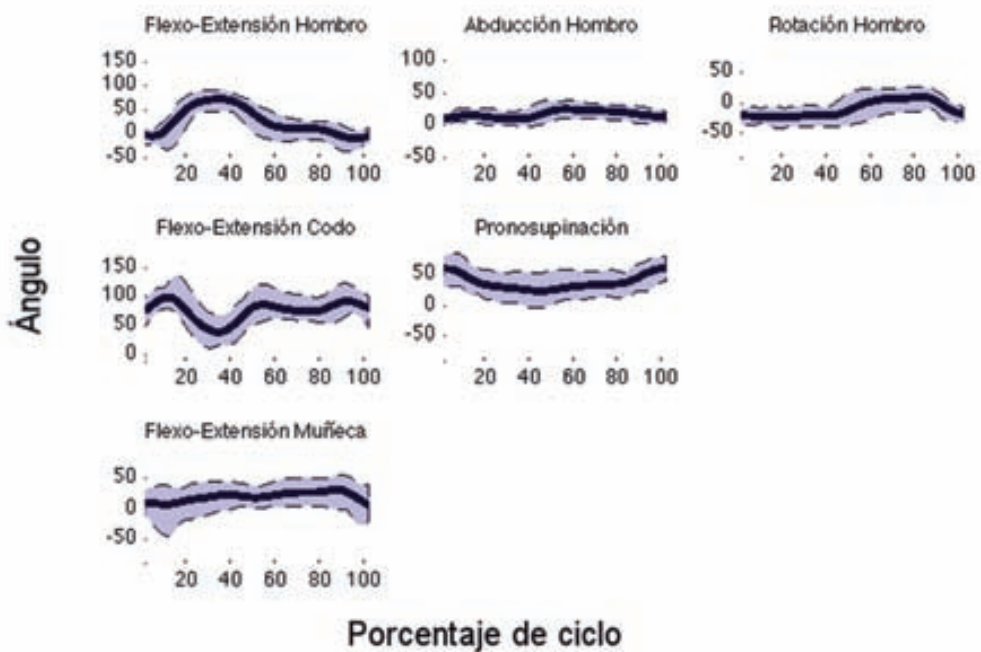 Flexo-Extensión Hombro
150
100
50
0
-50
20 40 60 80 100
Abducción Hombro
100
50
0
-50
20 40 60 80 100
Rotación Hombro
50
0
-50
20 40 60 80 100
Ángulo
Flexo-Extensión Codo
150
100
50
0
20 40 60 80 100
Pronosupinación
50
0
-50
20 40 60 80 100
Flexo-Extensión Muñeca
50
0
-50
20 40 60 80 100
Porcentaje de ciclo